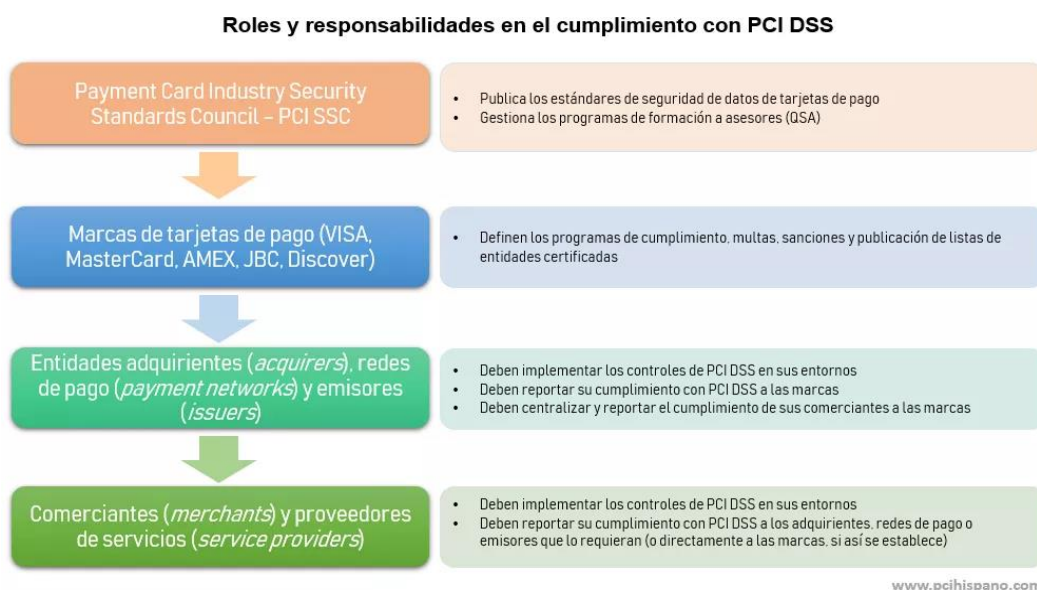 Roles y responsabilidades en el cumplimiento con PCI DSS
Payment Card Industry Security
Standards Council – PCI SSC
• Publica los estándares de seguridad de datos de tarjetas de pago
• Gestiona los programas de formación a asesores (QSA)
Marcas de tarjetas de pago (VISA,
MasterCard, AMEX, JBC, Discover)
• Definen los programas de cumplimiento, multas, sanciones y publicación de listas de
entidades certificadas
Entidades adquirientes (acquirers), redes
de pago (payment networks) y emisores
(issuers)
• Deben implementar los controles de PCI DSS en sus entornos
• Deben reportar su cumplimiento con PCI DSS a las marcas
• Deben centralizar y reportar el cumplimiento de sus comerciantes a las marcas
Comerciantes (merchants) y proveedores
de servicios (service providers)
• Deben implementar los controles de PCI DSS en sus entornos
• Deben reportar su cumplimiento con PCI DSS a los adquirientes, redes de pago o
emisores que lo requieran (o directamente a las marcas, si así se establece)
www.pcihispano.com